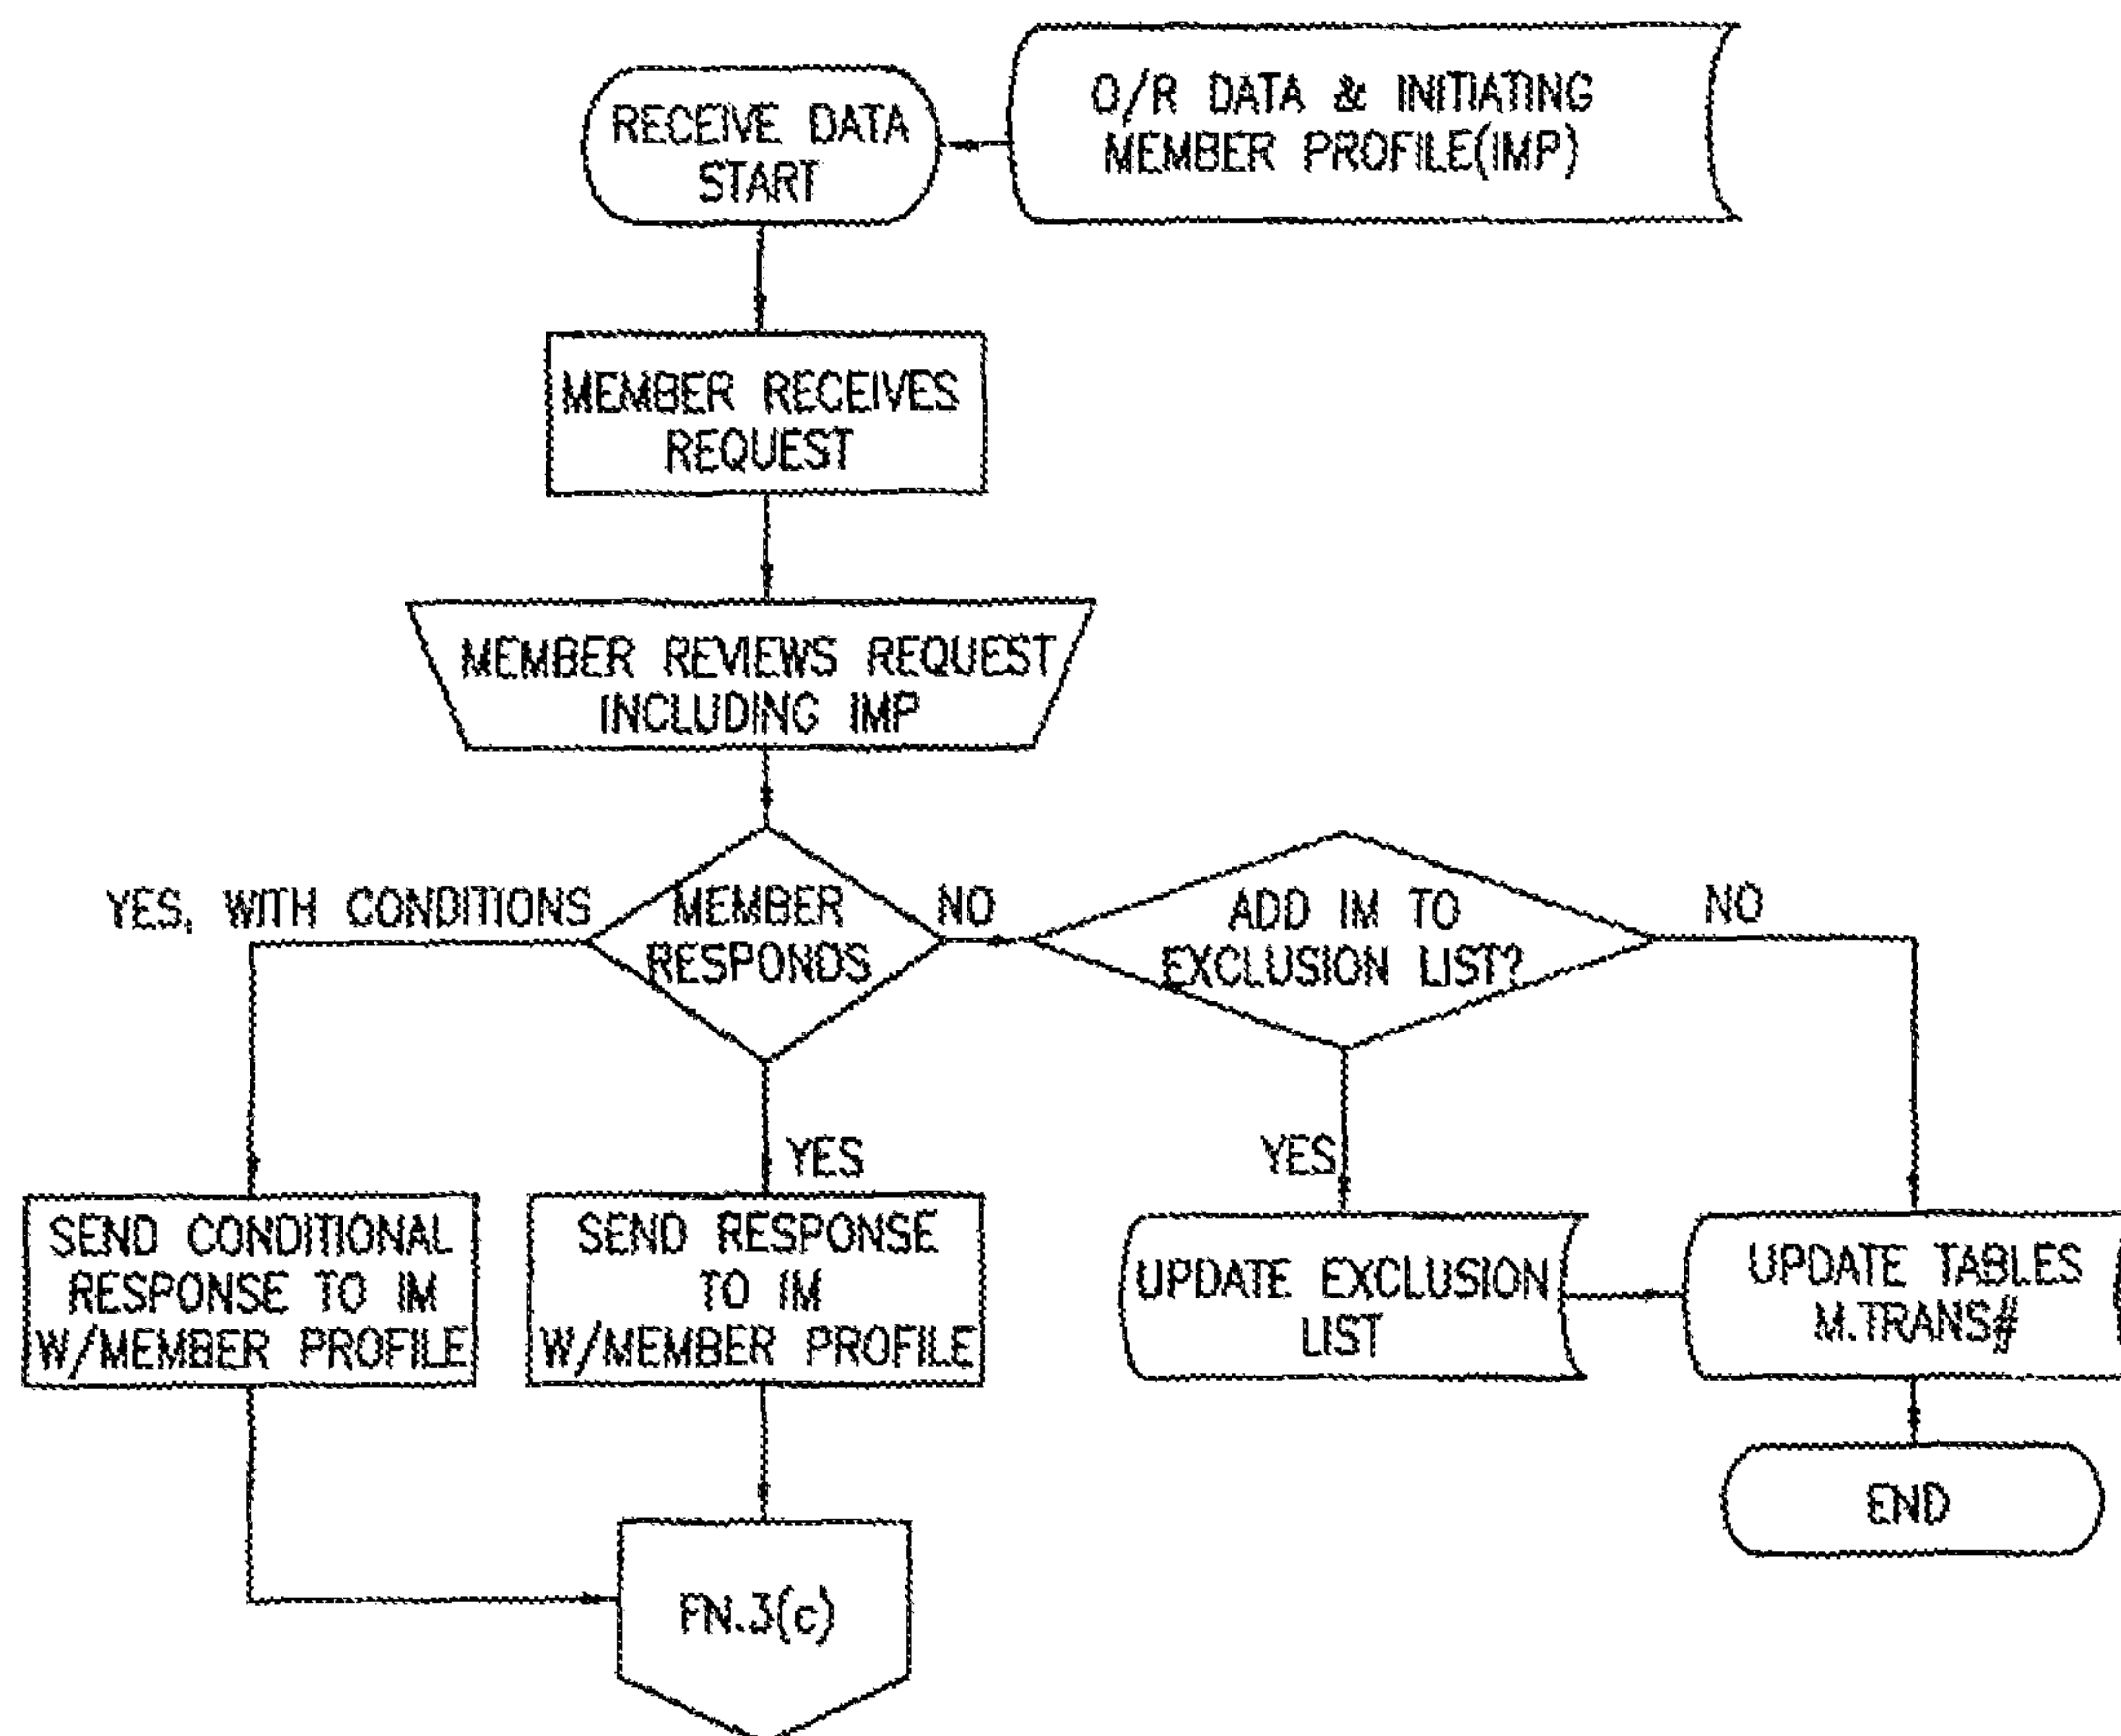 RECEIVE DATA
START
O/R DATA & INITIATING
MEMBER PROFILE(IMP)
MEMBER RECEIVES
REQUEST
MEMBER REVIEWS REQUEST
INCLUDING IMP
YES, WITH CONDITIONS
MEMBER
RESPONDS
NO
ADD IM TO
EXCLUSION LIST?
NO
YES
YES
SEND CONDITIONAL
RESPONSE TO IM
W/MEMBER PROFILE
SEND RESPONSE
TO IM
W/MEMBER PROFILE
UPDATE EXCLUSION
LIST
UPDATE TABLES
M.TRANS#
END
FN.3(c)